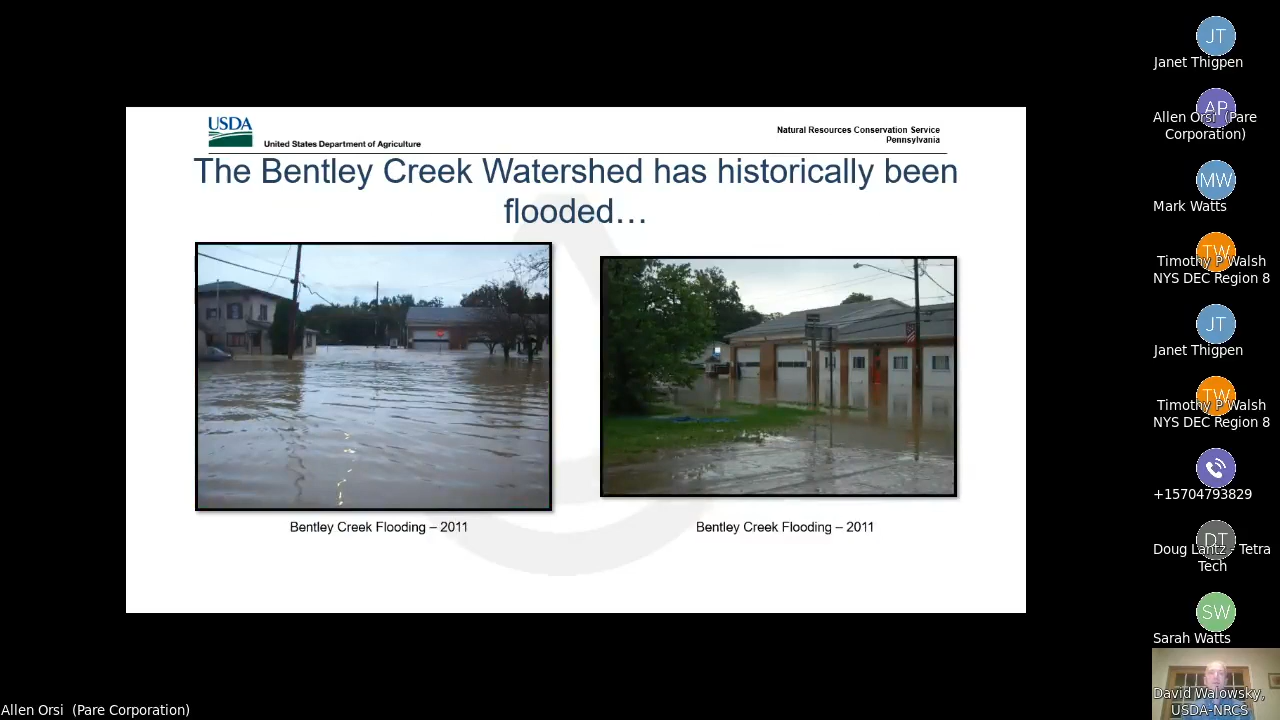 USDA
United States Department of Agriculture
Natural Resources Conservation Service
Pennsylvania
The Bentley Creek Watershed has historically been
flooded…
Bentley Creek Flooding – 2011
Bentley Creek Flooding – 2011
JT
Janet Thigpen
AP
Allen Orsi (Pare
Corporation)
MW
Mark Watts
TW
Timothy P Walsh
NYS DEC Region 8
JT
Janet Thigpen
TW
Timothy P Walsh
NYS DEC Region 8
+15704793829
DT
Doug Lantz - Tetra
Tech
SW
Sarah Watts
David Walowsky,
USDA-NRCS
Allen Orsi (Pare Corporation)